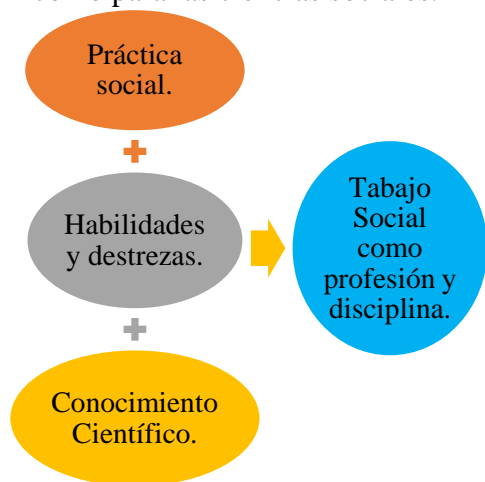 Práctica
social.
Habilidades
y destrezas.
Conocimiento
Científico.
Tabajo
Social
como
profesión y
disciplina.